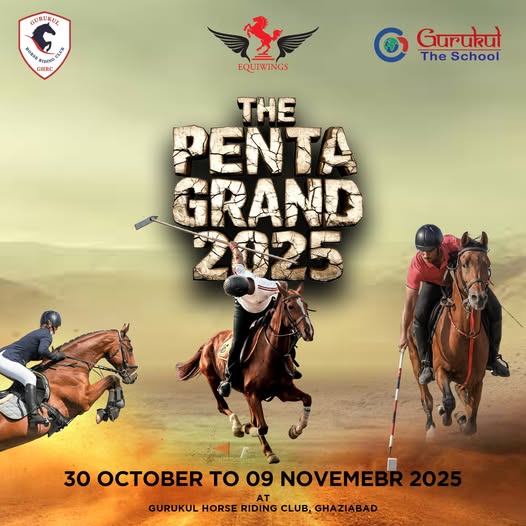 GURUKUL
HORSE RIDING CLUB
GHRC
EQUIWINGS
Gurukul
The School
THE
PENTA
GRAND
2025
30 OCTOBER TO 09 NOVEMEBR 2025
AT
GURUKUL HORSE RIDING CLUB, GHAZIABAD